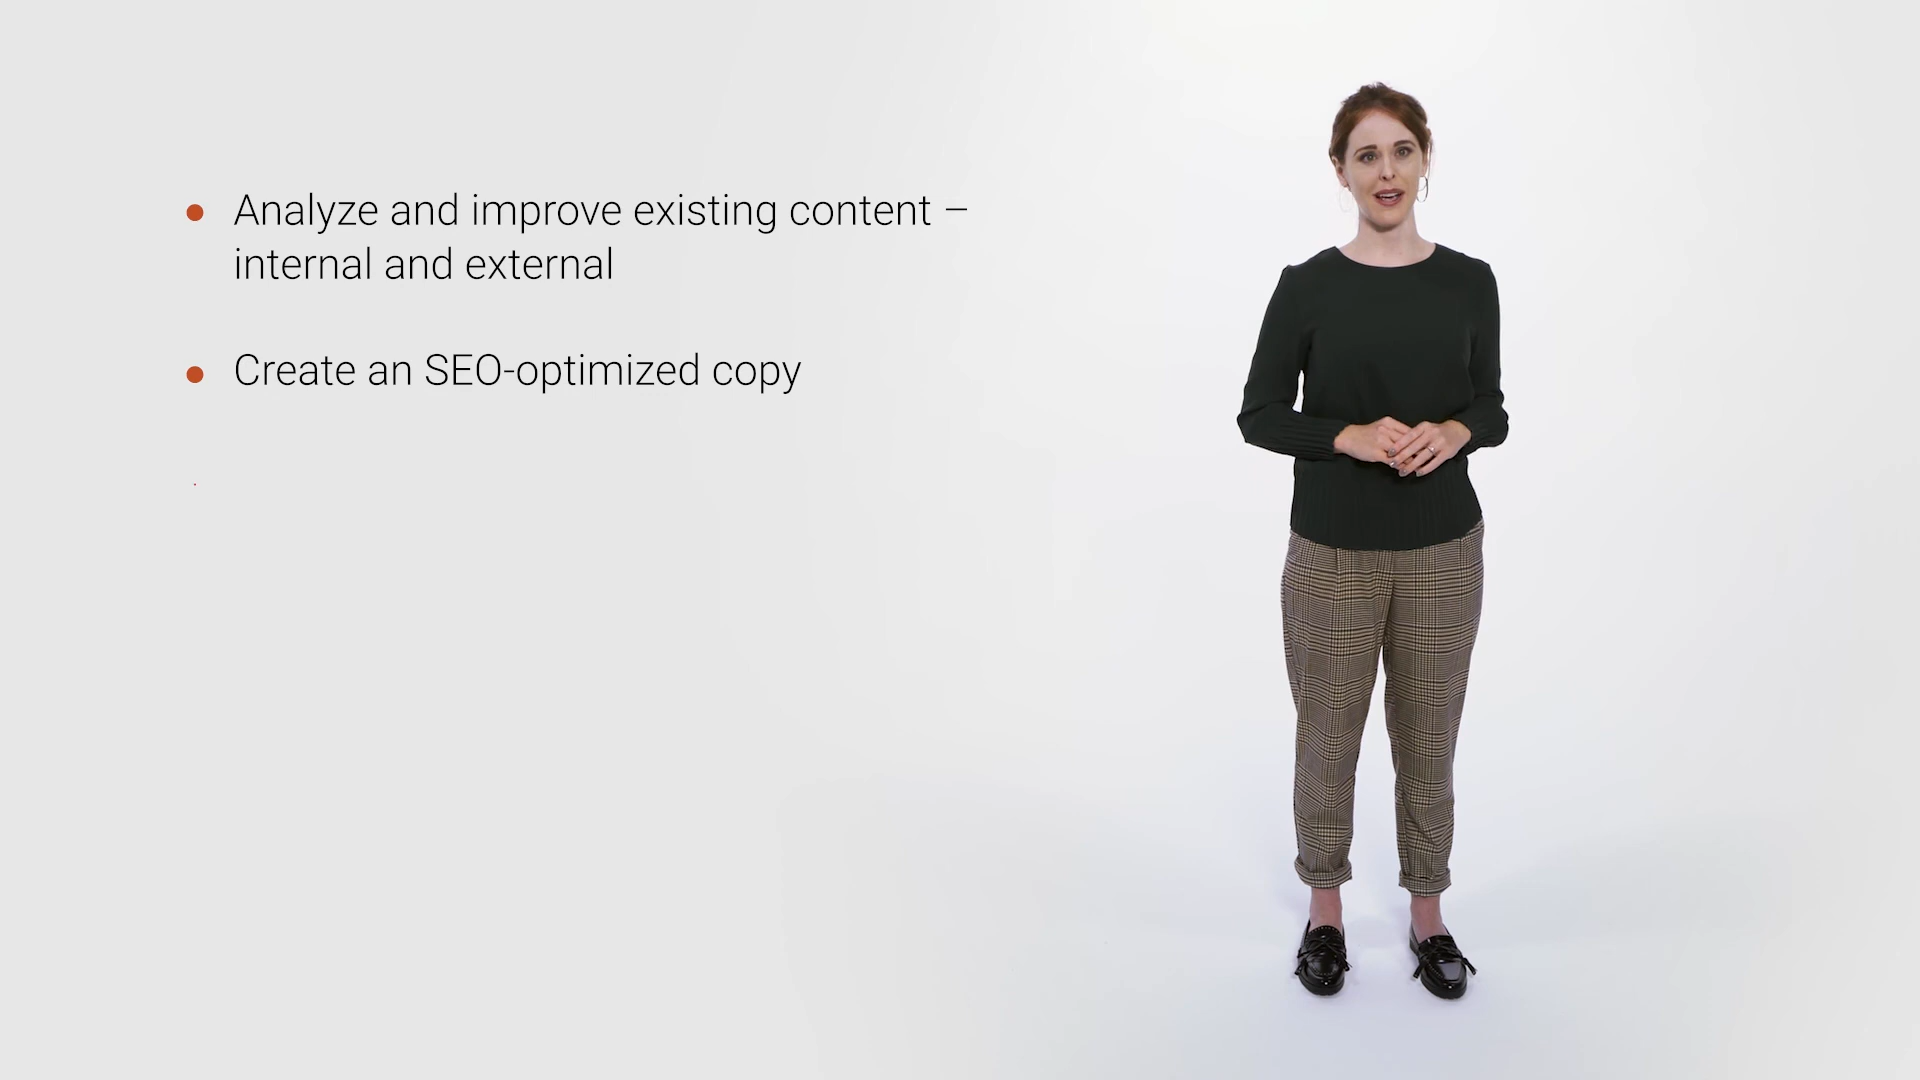 Analyze and improve existing content –
internal and external
Create an SEO-optimized copy